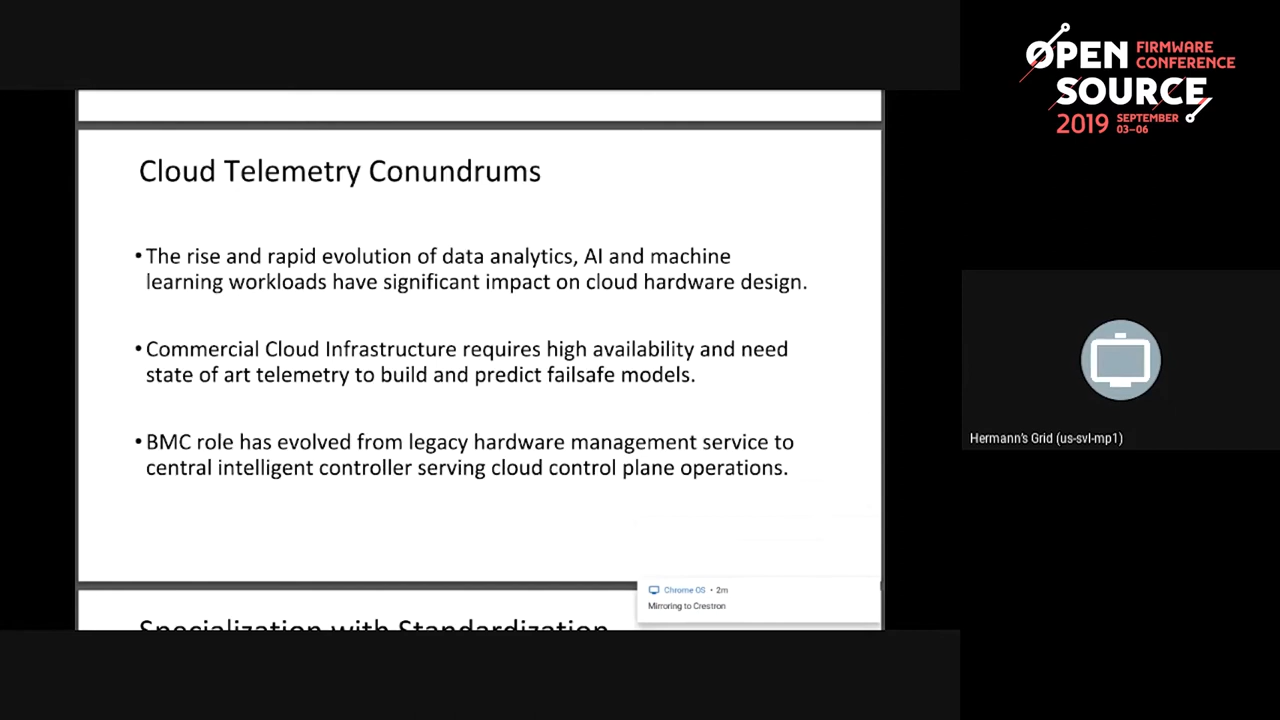 Cloud Telemetry Conundrums
• The rise and rapid evolution of data analytics, AI and machine
learning workloads have significant impact on cloud hardware design.
• Commercial Cloud Infrastructure requires high availability and need
state of art telemetry to build and predict failsafe models.
• BMC role has evolved from legacy hardware management service to
central intelligent controller serving cloud control plane operations.
Chrome OS • 2m
Mirroring to Crestron
Specialization with Standardization
OPEN FIRMWARE
CONFERENCE
SOURCE
2019 SEPTEMBER
03–06
Hermann's Grid (us-svl-mp1)